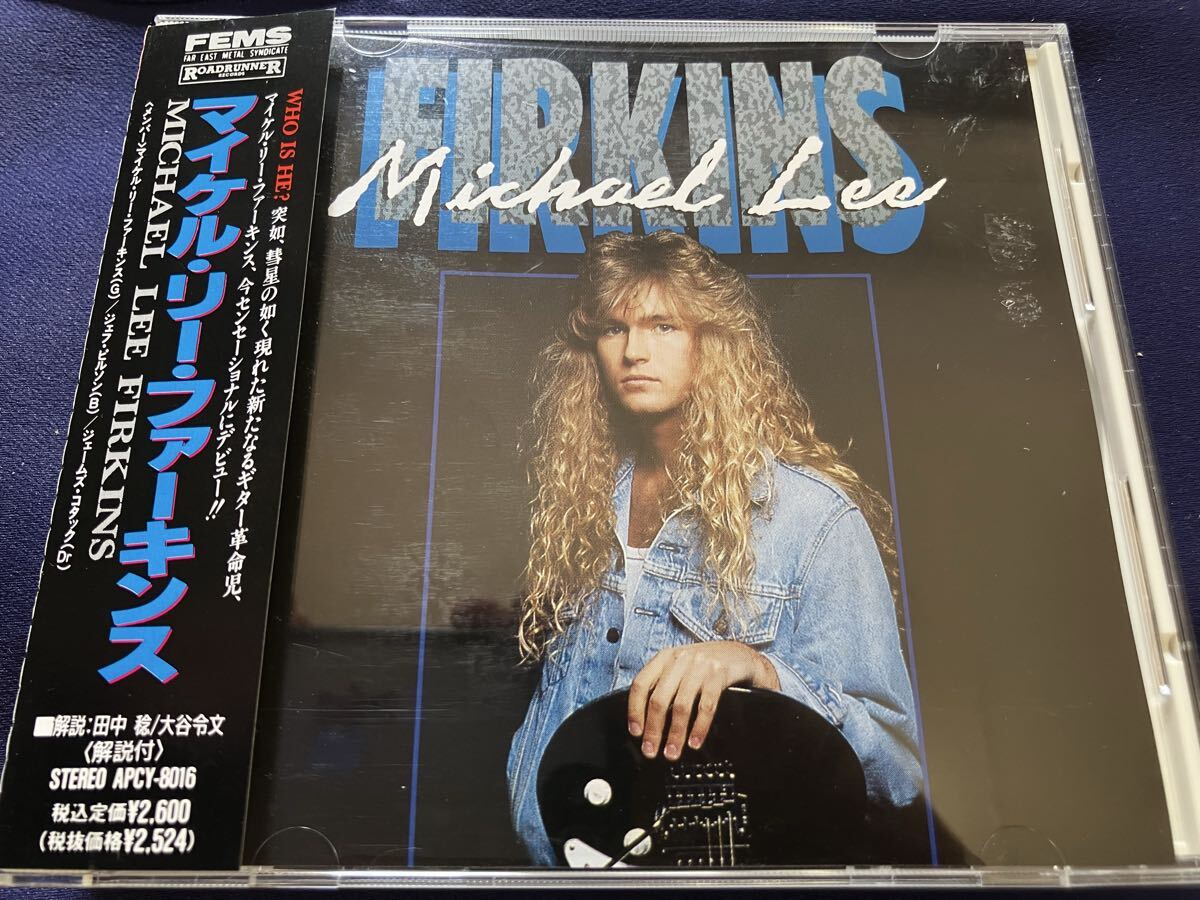 FEMS
FAR EAST METAL SYNDICATE
ROADRUNNER
RECORDS
WHO IS HE? 突如、彗星の如く現れた新たなるギター革命児、
マイケル・リー・ファーキンス、今センセーショナルにデビュー!!
マイケル・リー・ファーキンス
MICHAEL LEE FIRKINS
〈メンバー〉マイケル・リー・ファーキンス(G)／ジェフ・ピルソン(B)／ジェームズ・コタック(Dr)
■解説:田中 稔/大谷令文
〈解説付〉
STEREO APCY-8016
税込定価¥2,600
(税抜価格¥2,524)
FIRKINS
Michael Lee